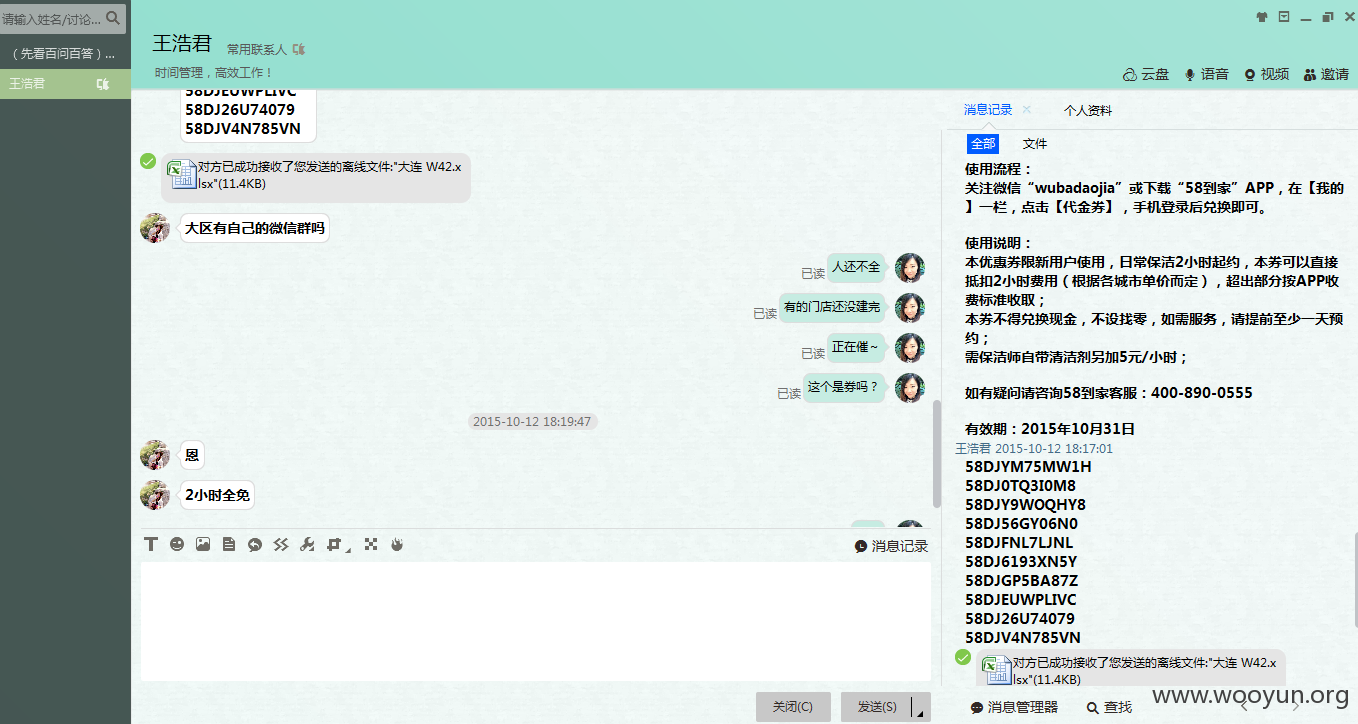 请输入姓名/讨论...
（先看百问百答）...
王浩君
王浩君 常用联系人
时间管理，高效工作！
云盘 语音 视频 邀请
58DJEUWPLIVC
58DJ26U74079
58DJV4N785VN
对方已成功接收了您发送的离线文件:"大连 W42.x
lsx"(11.4KB)
大区有自己的微信群吗
已读 人还不全
已读 有的门店还没建完
已读 正在催～
已读 这个是券吗？
2015-10-12 18:19:47
恩
2小时全免
消息记录
关闭(C) 发送(S)
消息记录 个人资料
全部 文件
使用流程：
关注微信“wubadaojia”或下载“58到家”APP，在【我的
】一栏，点击【代金券】，手机登录后兑换即可。
使用说明：
本优惠券限新用户使用，日常保洁2小时起约，本券可以直接
抵扣2小时费用（根据各城市单价而定），超出部分按APP收
费标准收取；
本券不得兑换现金，不设找零，如需服务，请提前至少一天预
约；
需保洁师自带清洁剂另加5元/小时；
如有疑问请咨询58到家客服：400-890-0555
有效期：2015年10月31日
王浩君 2015-10-12 18:17:01
58DJYM75MW1H
58DJ0TQ3I0M8
58DJY9WOQHY8
58DJ56GY06N0
58DJFNL7LJNL
58DJ6193XN5Y
58DJGP5BA87Z
58DJEUWPLIVC
58DJ26U74079
58DJV4N785VN
对方已成功接收了您发送的离线文件:"大连 W42.x
lsx"(11.4KB)
消息管理器 查找
www.wooyun.org